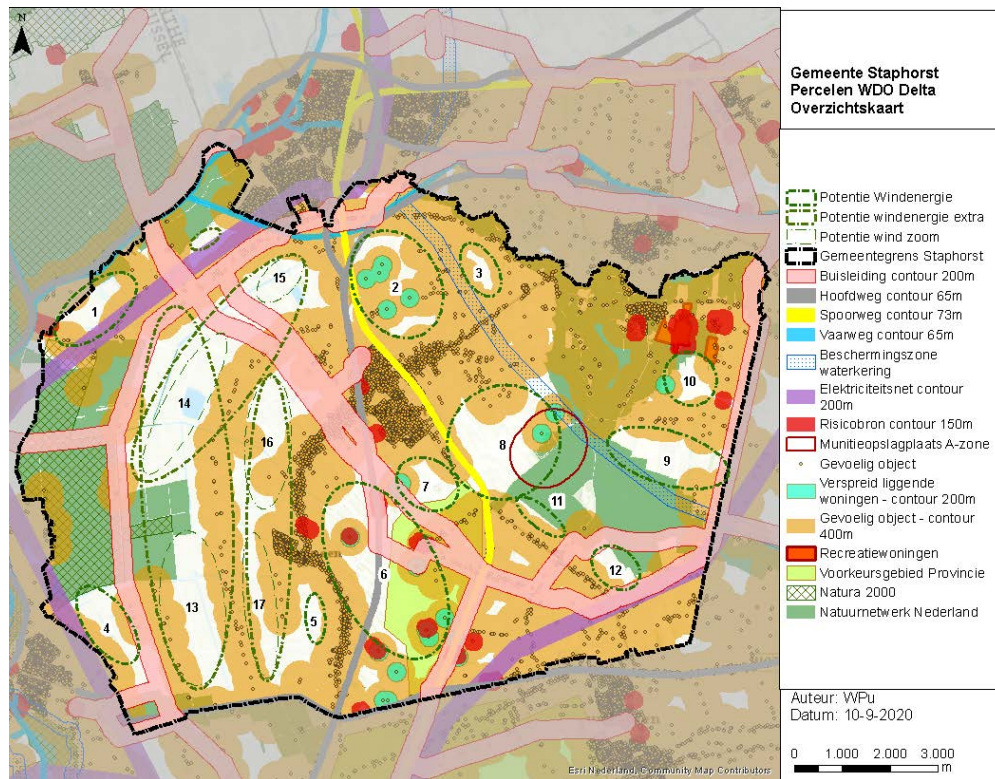 N
Gemeente Staphorst
Percelen WDO Delta
Overzichtskaart
Potentie Windenergie
Potentie windenergie extra
Potentie wind zoom
Gemeentegrens Staphorst
Buisleiding contour 200m
Hoofdweg contour 65m
Spoorweg contour 73m
Vaarweg contour 65m
Beschermingszone
waterkering
Elektriciteitsnet contour
200m
Risicobron contour 150m
Munitieopslagplaats A-zone
Gevoelig object
Verspreid liggende
woningen - contour 200m
Gevoelig object - contour
400m
Recreatiewoningen
Voorkeursgebied Provincie
Natura 2000
Natuurnetwerk Nederland
Auteur: WPu
Datum: 10-9-2020
0 1.000 2.000 3.000
m
1
2
3
4
5
6
7
8
9
10
11
12
13
14
15
16
17
Esri Nederland, Community Map Contributors